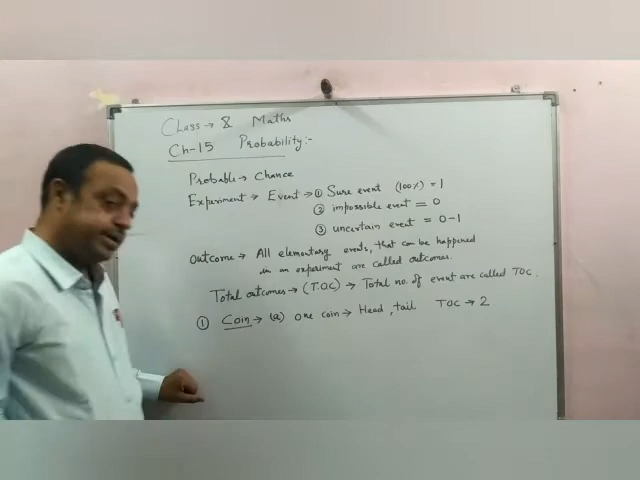 Class → 8 Maths
Ch-15 Probability:-
Probable → Chance
Experiment → Event → ① Sure event (100%) = 1
② impossible event = 0
③ uncertain event = 0-1
Outcome → All elementary events, that can be happened
in an experiment are called outcomes.
Total outcomes → (T.O.C) → Total no. of event are called TOC.
① Coin → (a) One coin → Head, tail TOC → 2